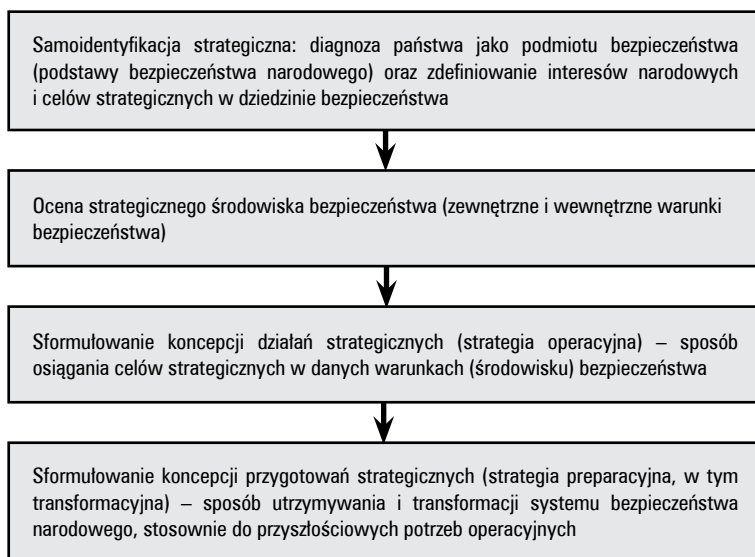 Samoidentyfikacja strategiczna: diagnoza państwa jako podmiotu bezpieczeństwa
(podstawy bezpieczeństwa narodowego) oraz zdefiniowanie interesów narodowych
i celów strategicznych w dziedzinie bezpieczeństwa
Ocena strategicznego środowiska bezpieczeństwa (zewnętrzne i wewnętrzne warunki
bezpieczeństwa)
Sformułowanie koncepcji działań strategicznych (strategia operacyjna) – sposób
osiągania celów strategicznych w danych warunkach (środowisku) bezpieczeństwa
Sformułowanie koncepcji przygotowań strategicznych (strategia preparacyjna, w tym
transformacyjna) – sposób utrzymywania i transformacji systemu bezpieczeństwa
narodowego, stosownie do przyszłościowych potrzeb operacyjnych